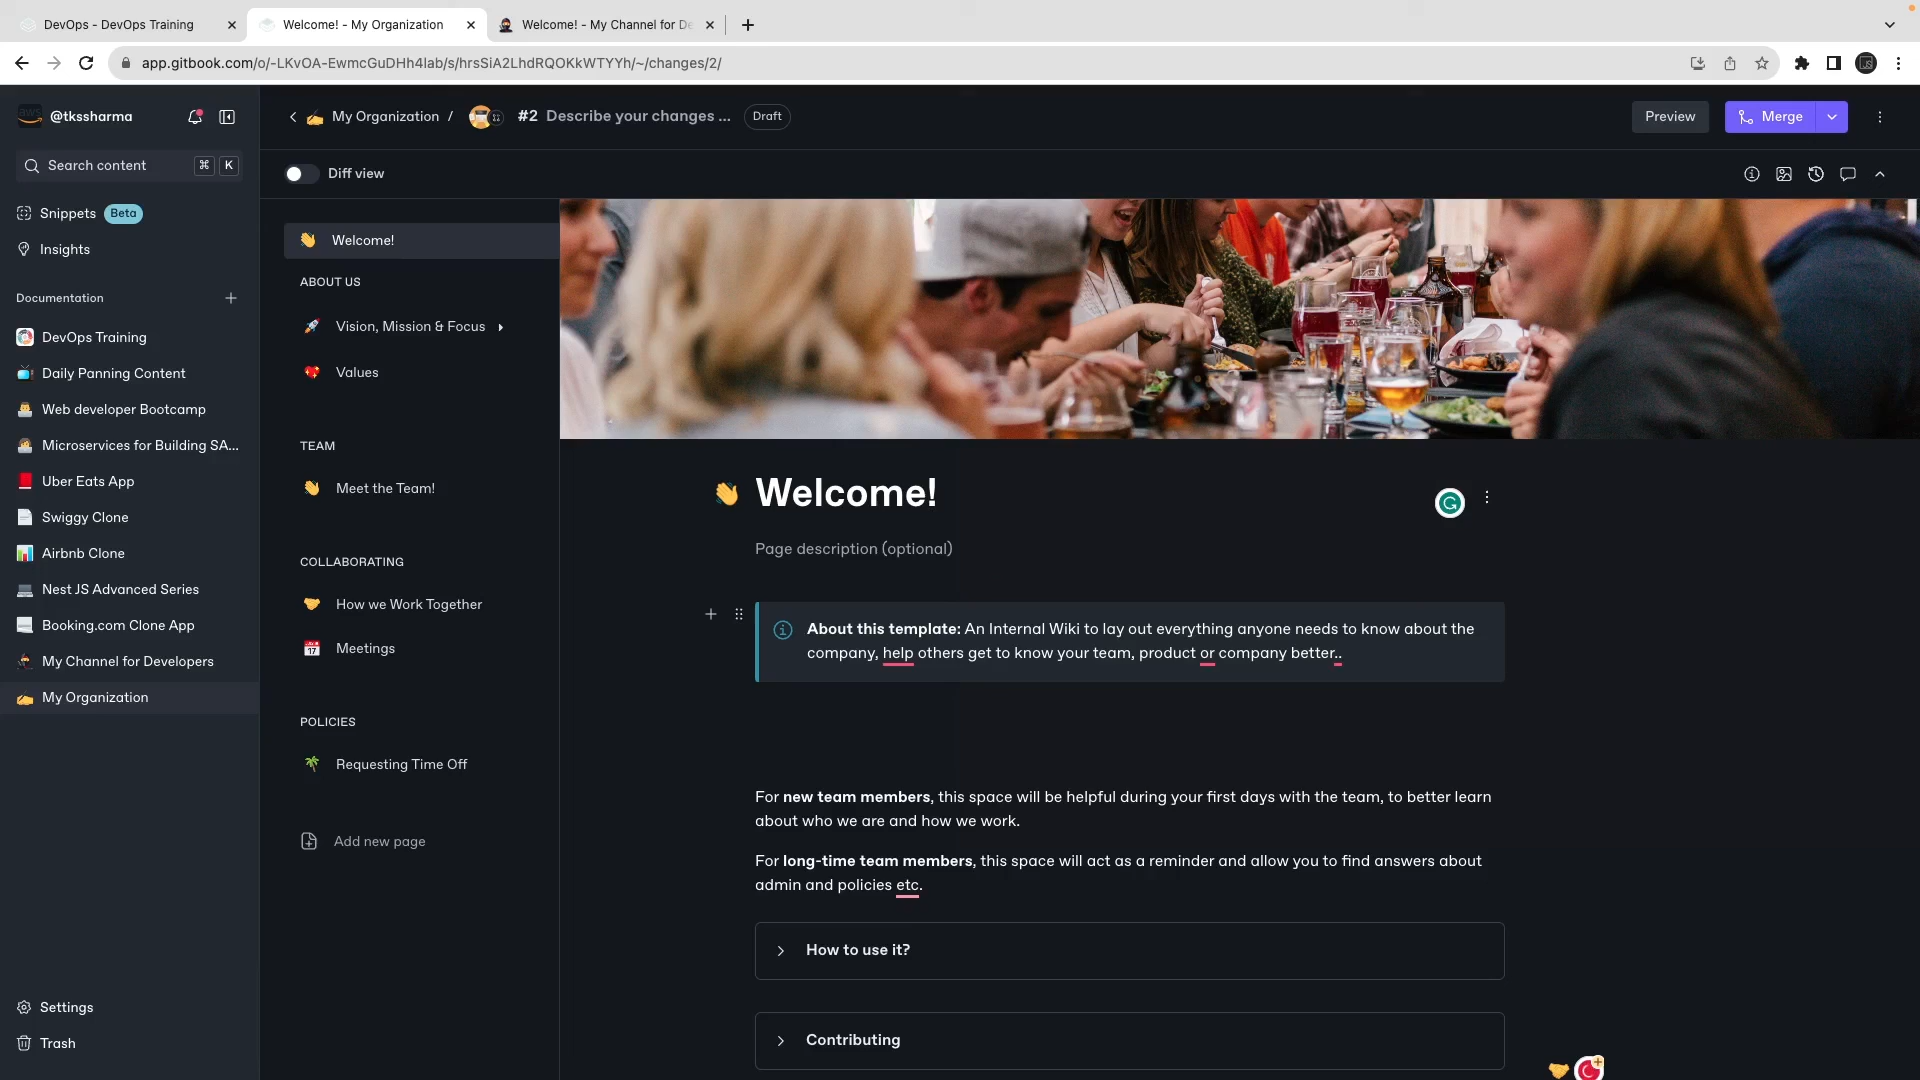 DevOps - DevOps Training
Welcome! - My Organization
Welcome! - My Channel for De
app.gitbook.com/o/-LKvOA-EwmcGuDHh4lab/s/hrsSiA2LhdRQOKkWTYYh/~/changes/2/
aws @tkssharma
My Organization / #2 Describe your changes ... Draft
Preview
Merge
Search content ⌘ K
Diff view
Snippets Beta
Insights
Documentation
DevOps Training
Daily Panning Content
Web developer Bootcamp
Microservices for Building SA...
Uber Eats App
Swiggy Clone
Airbnb Clone
Nest JS Advanced Series
Booking.com Clone App
My Channel for Developers
My Organization
Settings
Trash
Welcome!
ABOUT US
Vision, Mission & Focus
Values
TEAM
Meet the Team!
COLLABORATING
How we Work Together
17 Meetings
POLICIES
Requesting Time Off
Add new page
Welcome!
Page description (optional)
About this template: An Internal Wiki to lay out everything anyone needs to know about the
company, help others get to know your team, product or company better..
For new team members, this space will be helpful during your first days with the team, to better learn
about who we are and how we work.
For long-time team members, this space will act as a reminder and allow you to find answers about
admin and policies etc.
How to use it?
Contributing